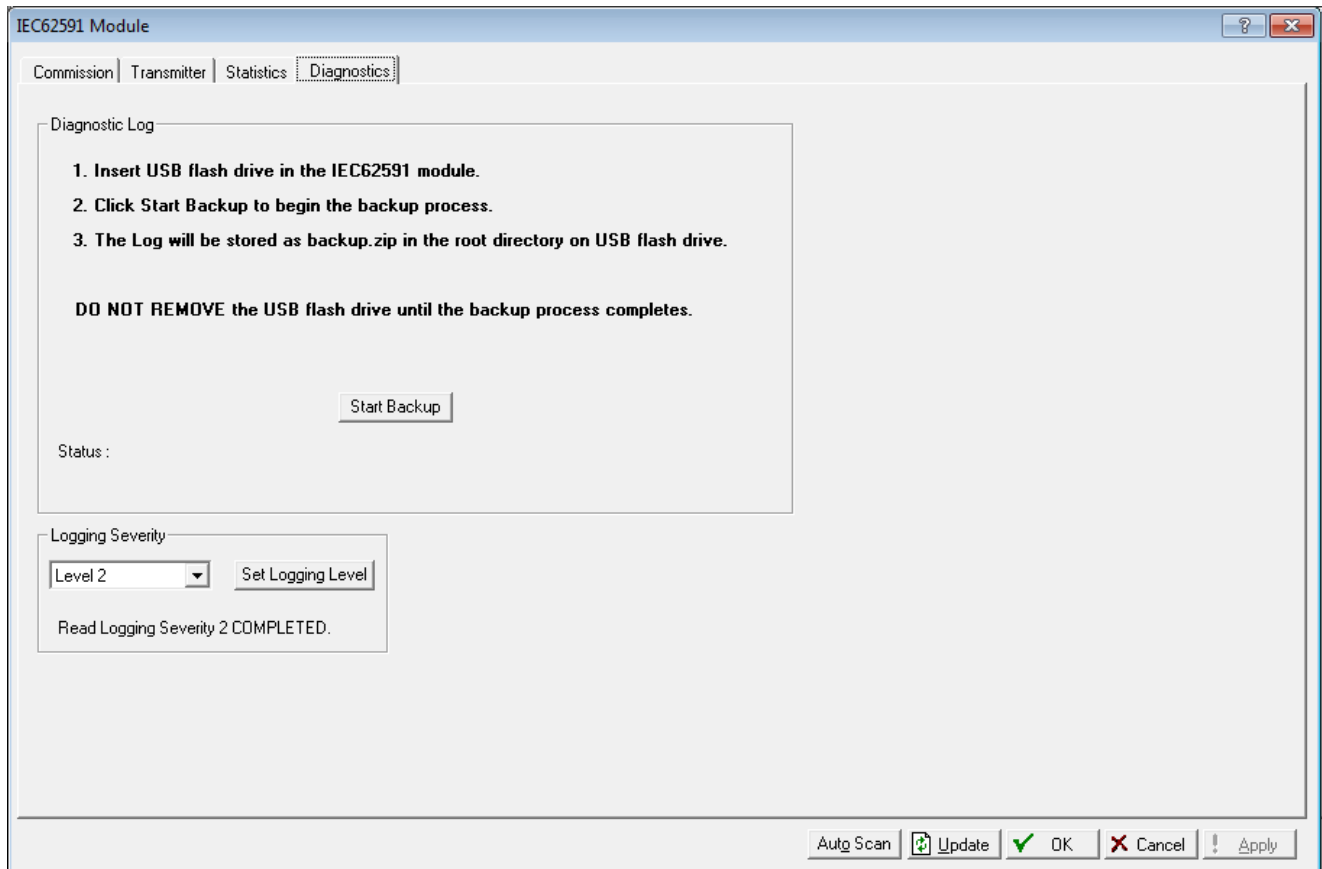 IEC62591 Module
Commission Transmitter Statistics Diagnostics
Diagnostic Log
1. Insert USB flash drive in the IEC62591 module.
2. Click Start Backup to begin the backup process.
3. The Log will be stored as backup.zip in the root directory on USB flash drive.
DO NOT REMOVE the USB flash drive until the backup process completes.
Start Backup
Status :
Logging Severity
Level 2 Set Logging Level
Read Logging Severity 2 COMPLETED.
Auto Scan Update OK Cancel ! Apply